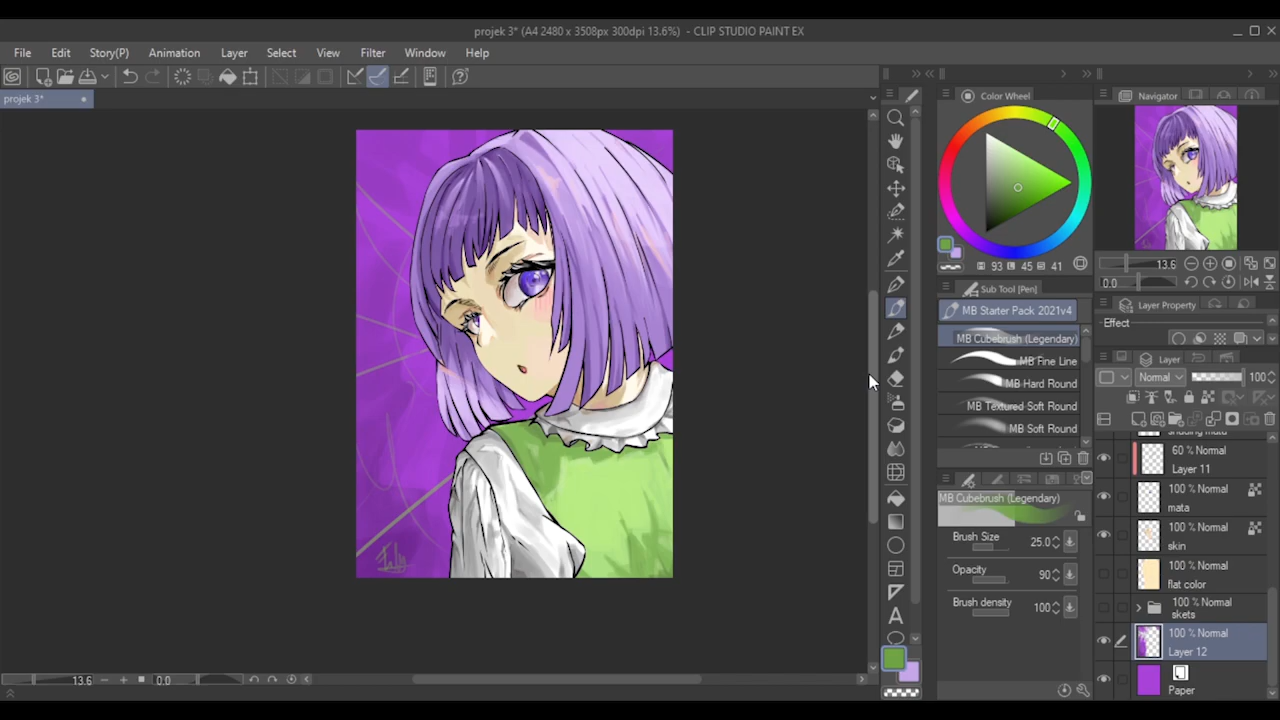 projek 3* (A4 2480 x 3508px 300dpi 13.6%) - CLIP STUDIO PAINT EX
File Edit Story(P) Animation Layer Select View Filter Window Help
projek 3*
Color Wheel
93 45 41
Sub Tool [Pen]
MB Starter Pack 2021v4
MB Cubebrush (Legendary)
MB Fine Line
MB Hard Round
MB Textured Soft Round
MB Soft Round
MB Cubebrush (Legendary)
Brush Size 25.0
Opacity 90
Brush density 100
Navigator
13.6
0.0
Layer Property
Effect
Layer
Normal 100
shading mata
60 % Normal
Layer 11
100 % Normal
mata
100 % Normal
skin
100 % Normal
flat color
100 % Normal
skets
100 % Normal
Layer 12
Paper
13.6 0.0